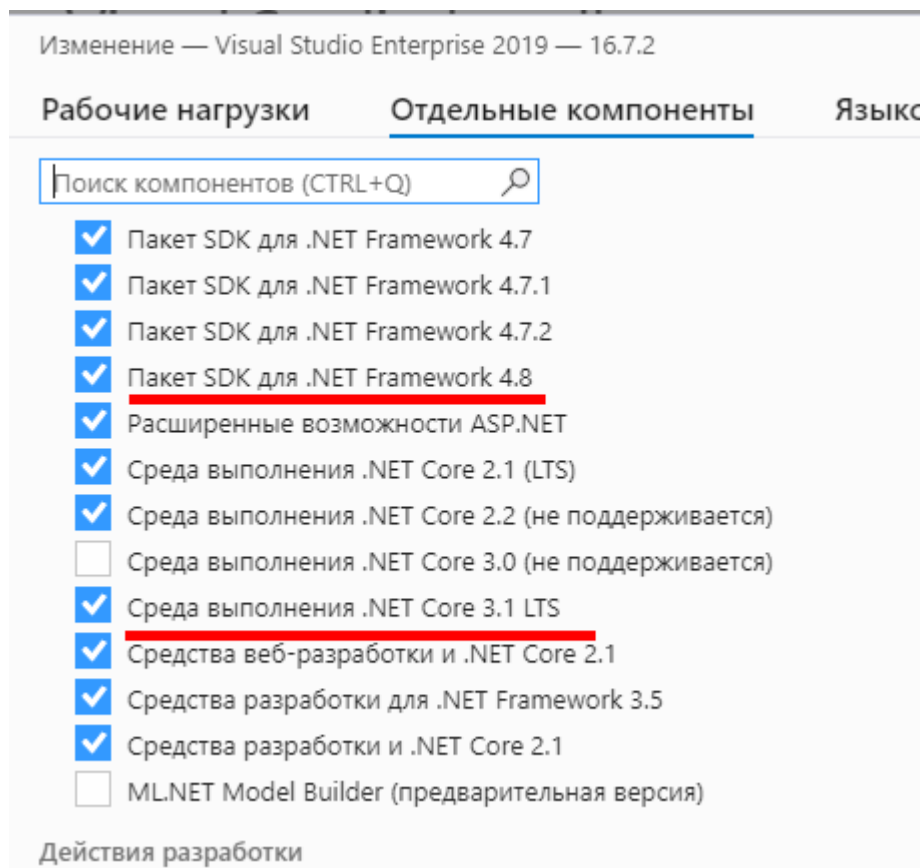 Изменение — Visual Studio Enterprise 2019 — 16.7.2
Рабочие нагрузки Отдельные компоненты
Поиск компонентов (CTRL+Q)
Пакет SDK для .NET Framework 4.7
Пакет SDK для .NET Framework 4.7.1
Пакет SDK для .NET Framework 4.7.2
Пакет SDK для .NET Framework 4.8
Расширенные возможности ASP.NET
Среда выполнения .NET Core 2.1 (LTS)
Среда выполнения .NET Core 2.2 (не поддерживается)
Среда выполнения .NET Core 3.0 (не поддерживается)
Среда выполнения .NET Core 3.1 LTS
Средства веб-разработки и .NET Core 2.1
Средства разработки для .NET Framework 3.5
Средства разработки и .NET Core 2.1
ML.NET Model Builder (предварительная версия)
Действия разработки